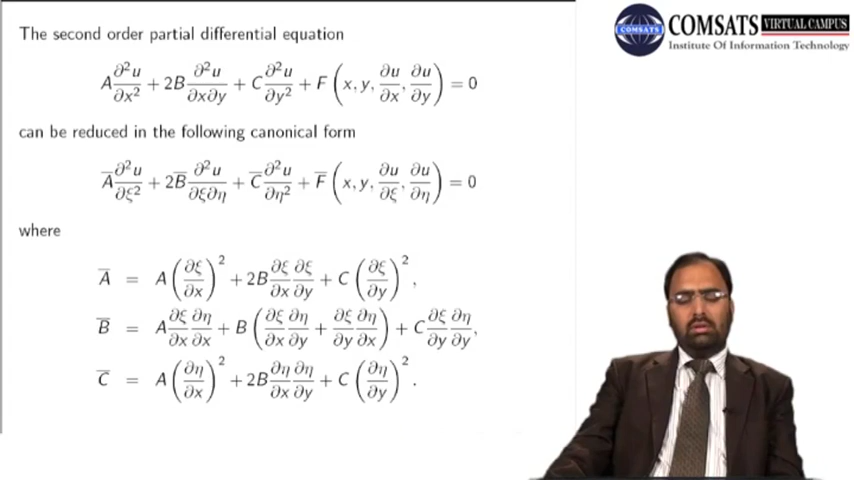 The second order partial differential equation
A ∂²u/∂x² + 2B ∂²u/∂x∂y + C ∂²u/∂y² + F (x, y, ∂u/∂x, ∂u/∂y) = 0
can be reduced in the following canonical form
A̅ ∂²u/∂ξ² + 2B̅ ∂²u/∂ξ∂η + C̅ ∂²u/∂η² + F̅ (x, y, ∂u/∂ξ, ∂u/∂η) = 0
where
A̅ = A (∂ξ/∂x)² + 2B ∂ξ/∂x ∂ξ/∂y + C (∂ξ/∂y)²,
B̅ = A ∂ξ/∂x ∂η/∂x + B (∂ξ/∂x ∂η/∂y + ∂ξ/∂y ∂η/∂x) + C ∂ξ/∂y ∂η/∂y,
C̅ = A (∂η/∂x)² + 2B ∂η/∂x ∂η/∂y + C (∂η/∂y)².
COMSATS
COMSATS VIRTUAL CAMPUS
Institute Of Information Technology